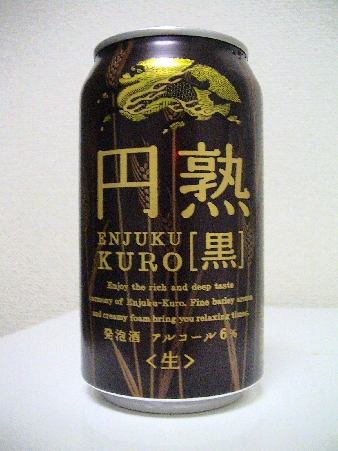 円熟
ENJUKU
KURO [黒]
Enjoy the rich and deep taste
harmony of Enjuku-Kuro. Fine barley aroma
and creamy foam bring you relaxing times.
発泡酒 アルコール6%
〈生〉